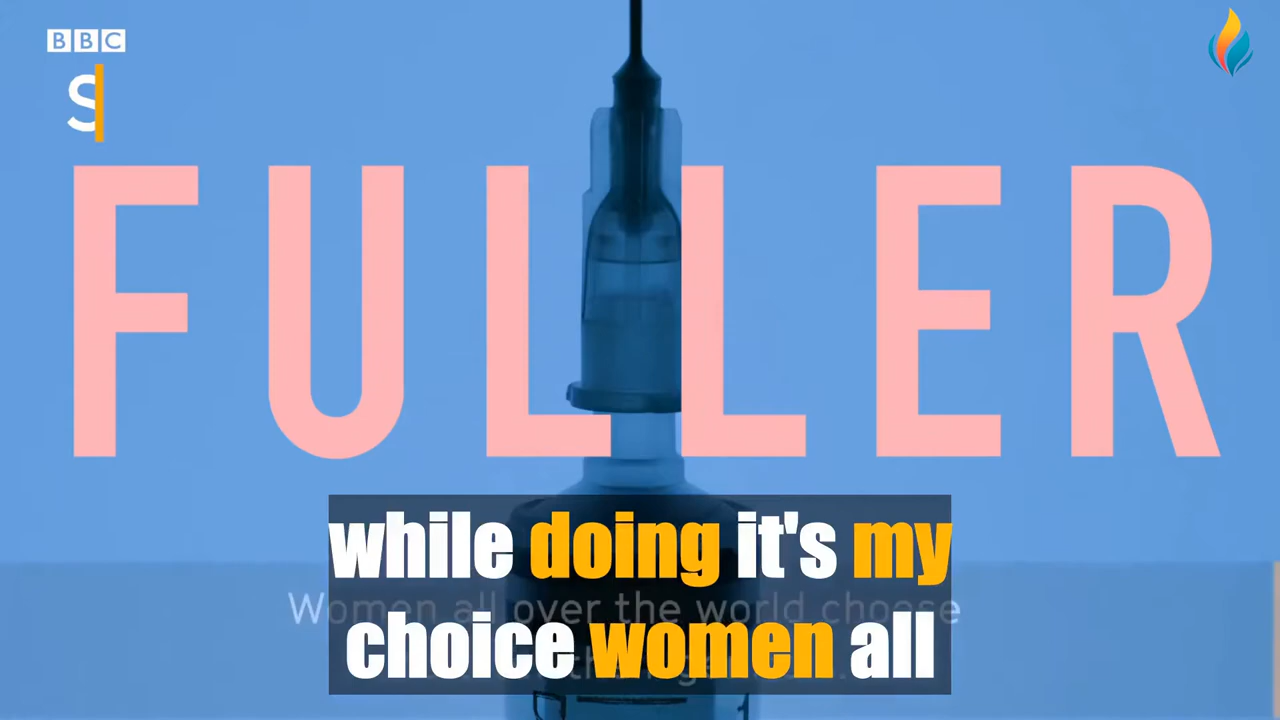 BBC
S
FULLER
while doing it's my
choice women all
Women all over the world choose